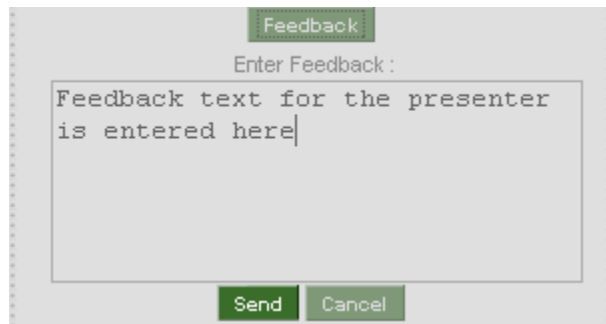 Feedback
Enter Feedback :
Feedback text for the presenter
is entered here
Send Cancel